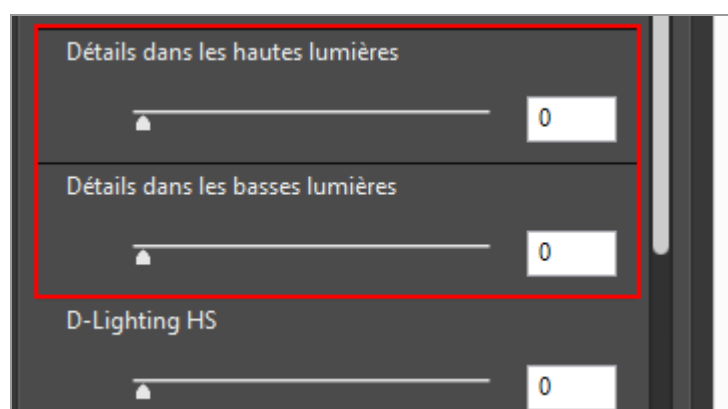 Détails dans les hautes lumières
0
Détails dans les basses lumières
0
D-Lighting HS
0